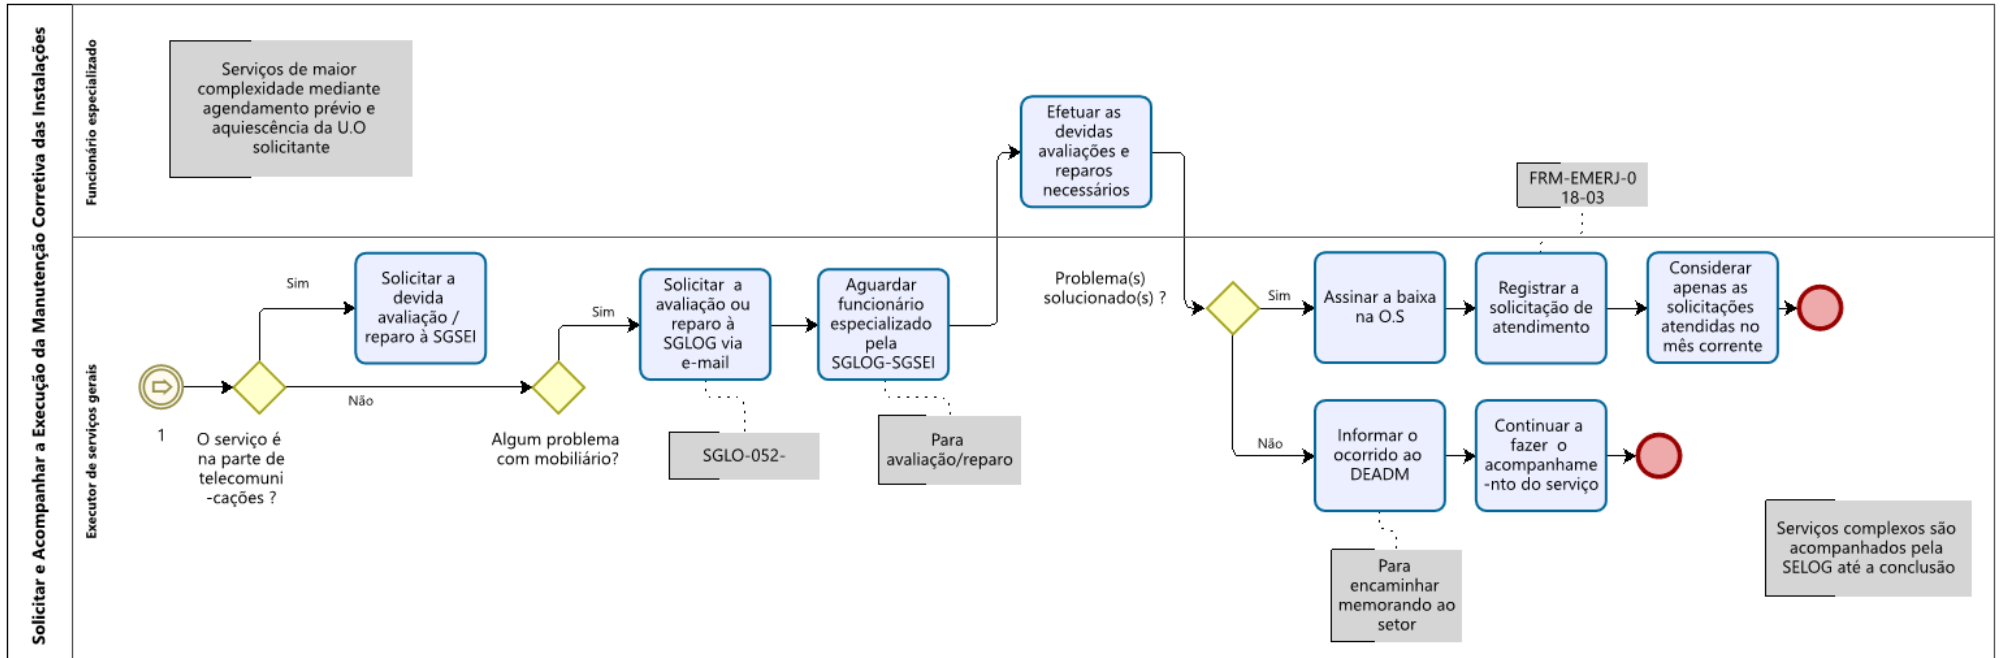 Solicitar e Acompanhar a Execução da Manutenção Corretiva das Instalações
Funcionário especializado
Serviços de maior
complexidade mediante
agendamento prévio e
aquiescência da U.O
solicitante
Efetuar as
devidas
avaliações e
reparos
necessários
FRM-EMERJ-0
18-03
Executor de serviços gerais
1
O serviço é
na parte de
telecomuni
-cações ?
Sim
Não
Solicitar a
devida
avaliação /
reparo à SGSEI
Algum problema
com mobiliário?
Sim
Solicitar  a
avaliação ou
reparo à
SGLOG via
e-mail
SGLO-052-
Aguardar
funcionário
especializado
pela
SGLOG-SGSEI
Para
avaliação/reparo
Problema(s)
solucionado(s) ?
Sim
Não
Assinar a baixa
na O.S
Registrar a
solicitação de
atendimento
Considerar
apenas as
solicitações
atendidas no
mês corrente
Informar o
ocorrido ao
DEADM
Continuar a
fazer  o
acompanhame
-nto do serviço
Para
encaminhar
memorando ao
setor
Serviços complexos são
acompanhados pela
SELOG até a conclusão